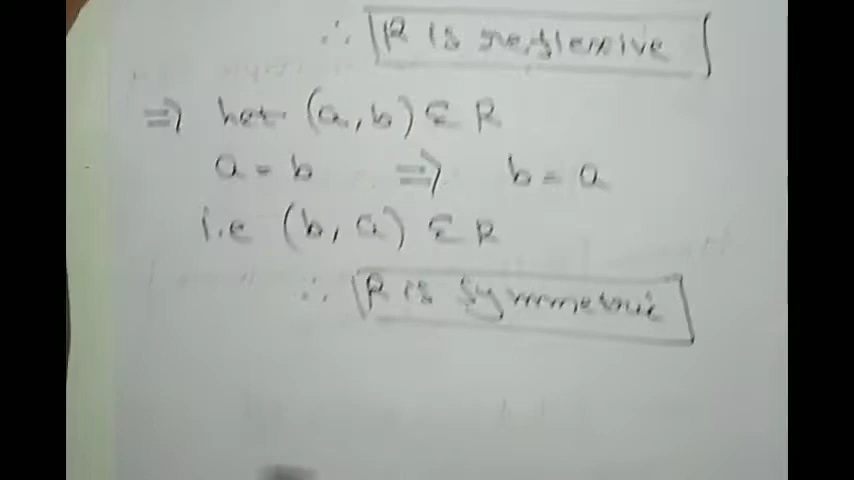 ∴ R is reflexive
⇒ Let (a, b) ∈ R
a = b ⇒ b = a
i.e (b, a) ∈ R
∴ R is symmetric